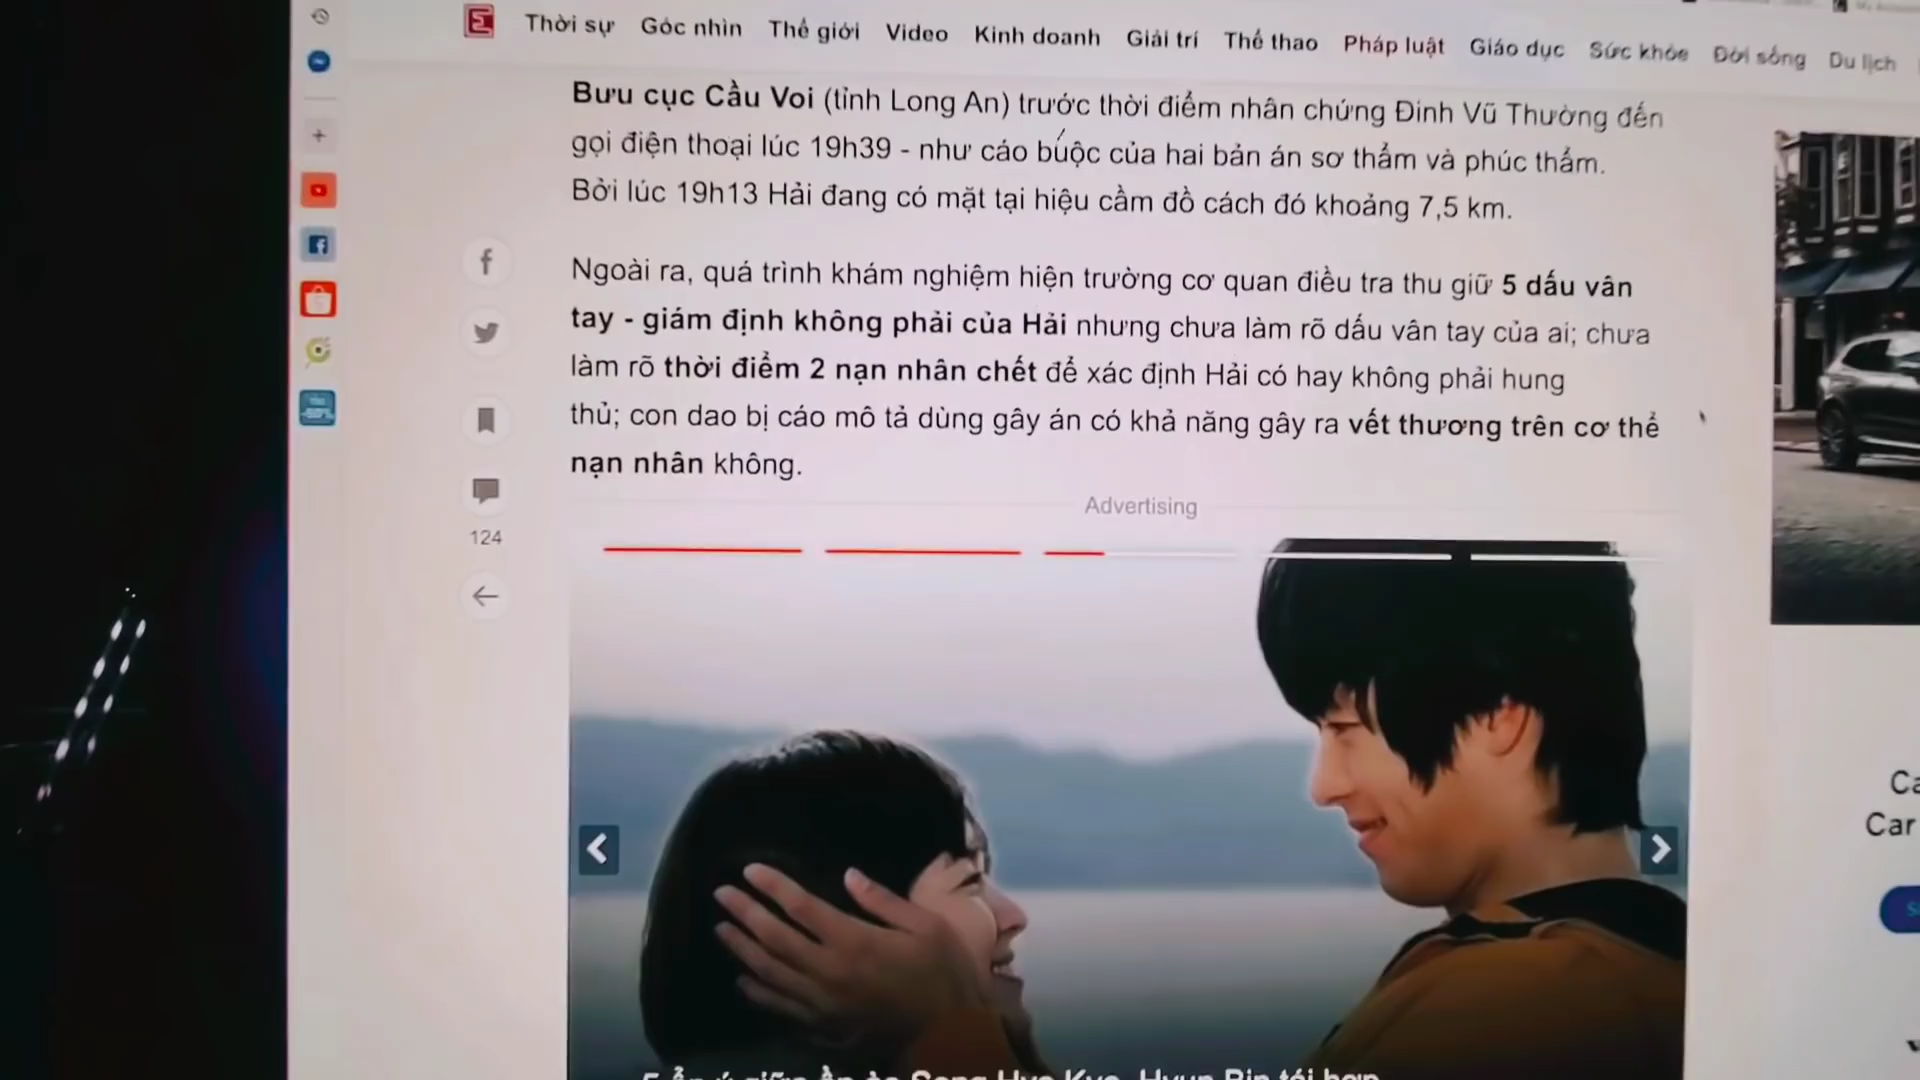 Thời sự Góc nhìn Thế giới Video Kinh doanh Giải trí Thể thao Pháp luật Giáo dục Sức khỏe Đời sống Du lịch
Bưu cục Cầu Voi (tỉnh Long An) trước thời điểm nhân chứng Đinh Vũ Thường đến
gọi điện thoại lúc 19h39 - như cáo buộc của hai bản án sơ thẩm và phúc thẩm.
Bởi lúc 19h13 Hải đang có mặt tại hiệu cầm đồ cách đó khoảng 7,5 km.
Ngoài ra, quá trình khám nghiệm hiện trường cơ quan điều tra thu giữ 5 dấu vân
tay - giám định không phải của Hải nhưng chưa làm rõ dấu vân tay của ai; chưa
làm rõ thời điểm 2 nạn nhân chết để xác định Hải có hay không phải hung
thủ; con dao bị cáo mô tả dùng gây án có khả năng gây ra vết thương trên cơ thể
nạn nhân không.
124
Advertising
Car